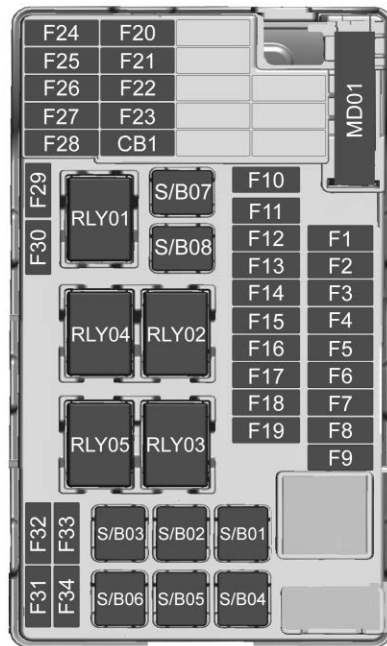 F24 F20
F25 F21
F26 F22
F27 F23
F28 CB1
MD01
F29
F30
RLY01
S/B07
S/B08
F10
F11
F12 F1
F13 F2
F14 F3
F15 F4
F16 F5
F17 F6
F18 F7
F19 F8
F9
RLY04 RLY02
RLY05 RLY03
F32 F33
F31 F34
S/B03 S/B02 S/B01
S/B06 S/B05 S/B04